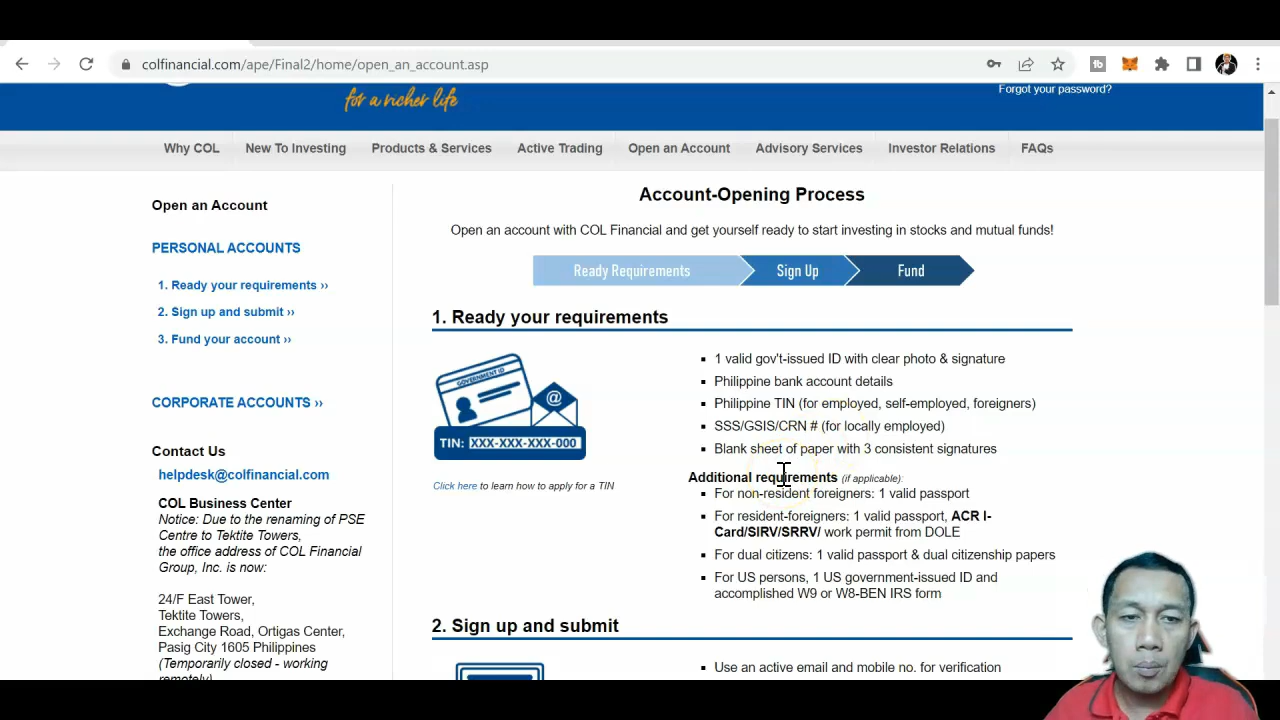 colfinancial.com/ape/Final2/home/open_an_account.asp
for a richer life
Forgot your password?
Why COL
New To Investing
Products & Services
Active Trading
Open an Account
Advisory Services
Investor Relations
FAQs
Open an Account
PERSONAL ACCOUNTS
1. Ready your requirements ››
2. Sign up and submit ››
3. Fund your account ››
CORPORATE ACCOUNTS ››
Contact Us
helpdesk@colfinancial.com
COL Business Center
Notice: Due to the renaming of PSE
Centre to Tektite Towers,
the office address of COL Financial
Group, Inc. is now:
24/F East Tower,
Tektite Towers,
Exchange Road, Ortigas Center,
Pasig City 1605 Philippines
(Temporarily closed - working
remotely)
Account-Opening Process
Open an account with COL Financial and get yourself ready to start investing in stocks and mutual funds!
Ready Requirements
Sign Up
Fund
1. Ready your requirements
GOVERNMENT ID
@
TIN: XXX-XXX-XXX-000
Click here to learn how to apply for a TIN
▪ 1 valid gov't-issued ID with clear photo & signature
▪ Philippine bank account details
▪ Philippine TIN (for employed, self-employed, foreigners)
▪ SSS/GSIS/CRN # (for locally employed)
▪ Blank sheet of paper with 3 consistent signatures
Additional requirements (if applicable):
▪ For non-resident foreigners: 1 valid passport
▪ For resident-foreigners: 1 valid passport, ACR I-
Card/SIRV/SRRV/ work permit from DOLE
▪ For dual citizens: 1 valid passport & dual citizenship papers
▪ For US persons, 1 US government-issued ID and
accomplished W9 or W8-BEN IRS form
2. Sign up and submit
▪ Use an active email and mobile no. for verification